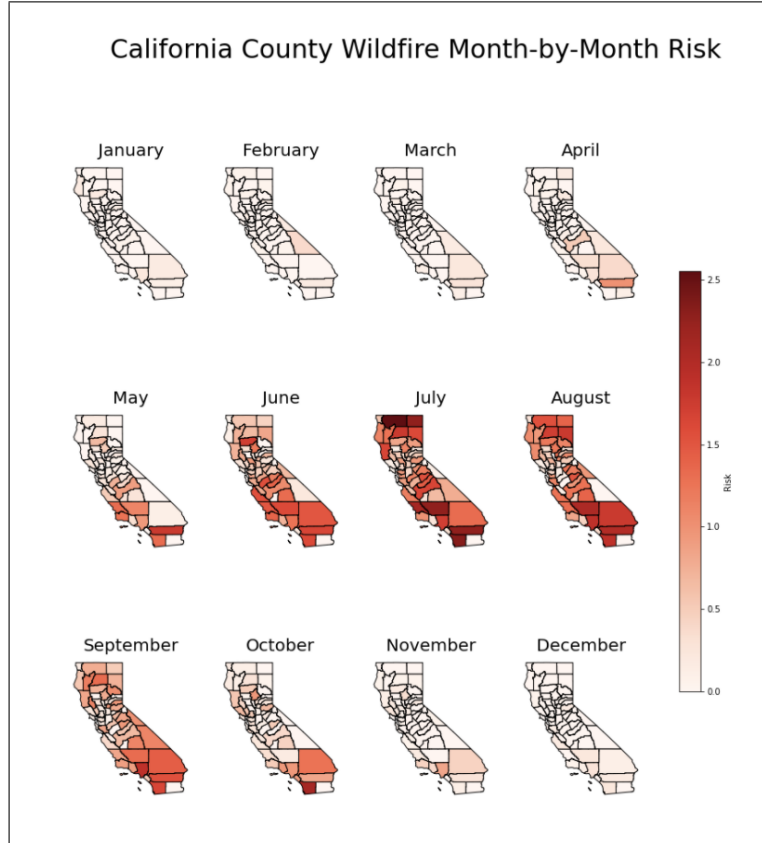 California County Wildfire Month-by-Month Risk
January
February
March
April
May
June
July
August
September
October
November
December
2.5
2.0
1.5
1.0
0.5
0.0
Risk